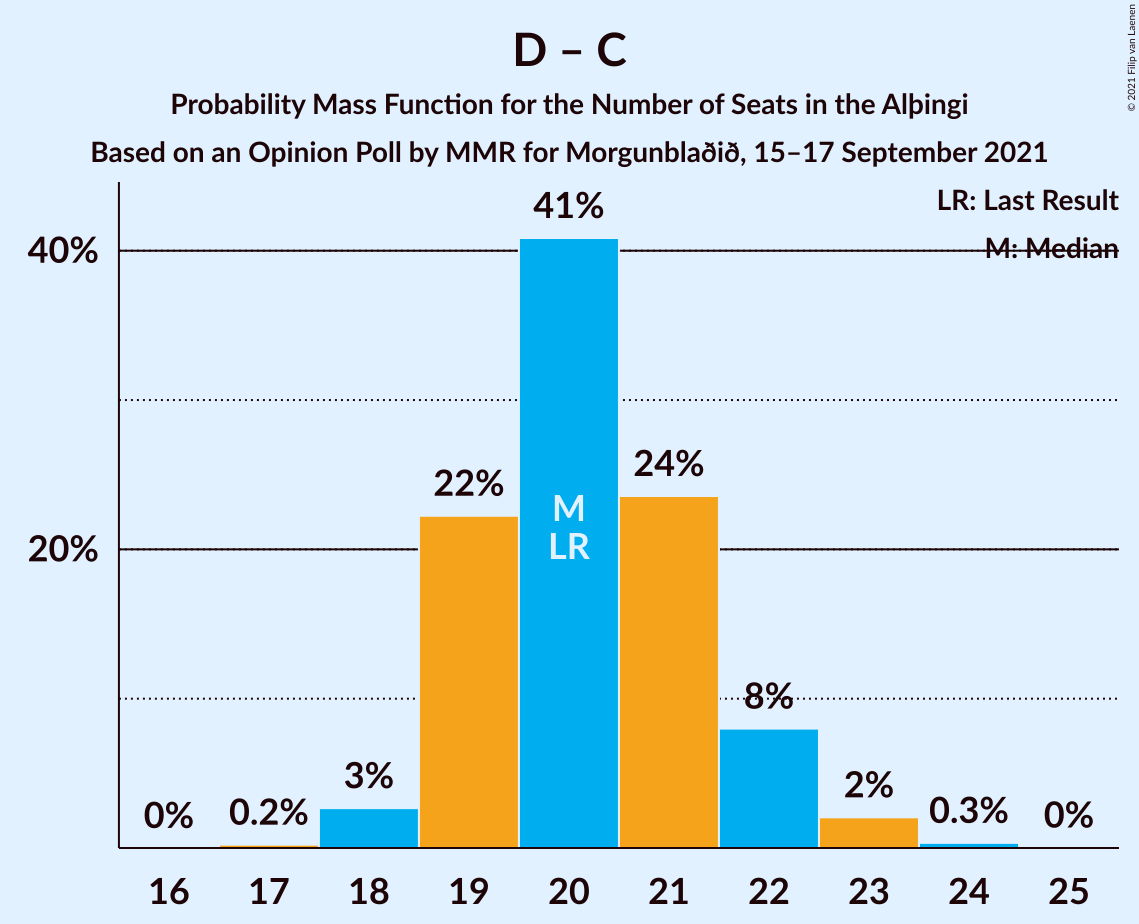 D – C
Probability Mass Function for the Number of Seats in the Alþingi
Based on an Opinion Poll by MMR for Morgunblaðið, 15–17 September 2021
© 2021 Filip van Laenen
LR: Last Result
M: Median
40%
20%
0%
0.2%
3%
22%
41%
24%
8%
2%
0.3%
0%
M
LR
16 17 18 19 20 21 22 23 24 25